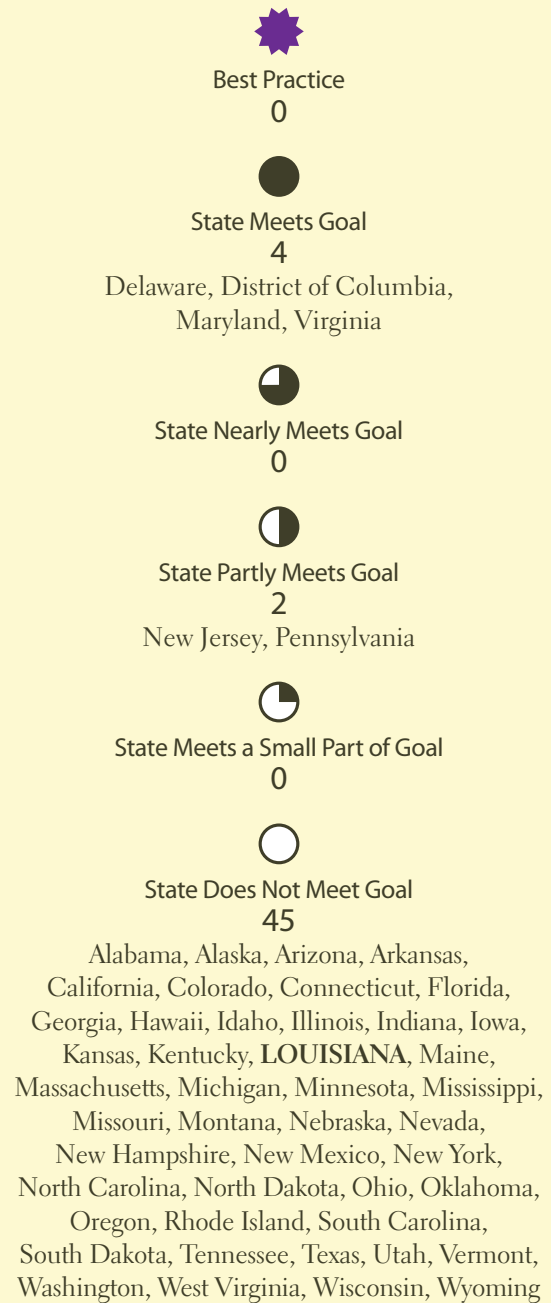 Best Practice
0
State Meets Goal
4
Delaware, District of Columbia,
Maryland, Virginia
State Nearly Meets Goal
0
State Partly Meets Goal
2
New Jersey, Pennsylvania
State Meets a Small Part of Goal
0
State Does Not Meet Goal
45
Alabama, Alaska, Arizona, Arkansas,
California, Colorado, Connecticut, Florida,
Georgia, Hawaii, Idaho, Illinois, Indiana, Iowa,
Kansas, Kentucky, LOUISIANA, Maine,
Massachusetts, Michigan, Minnesota, Mississippi,
Missouri, Montana, Nebraska, Nevada,
New Hampshire, New Mexico, New York,
North Carolina, North Dakota, Ohio, Oklahoma,
Oregon, Rhode Island, South Carolina,
South Dakota, Tennessee, Texas, Utah, Vermont,
Washington, West Virginia, Wisconsin, Wyoming